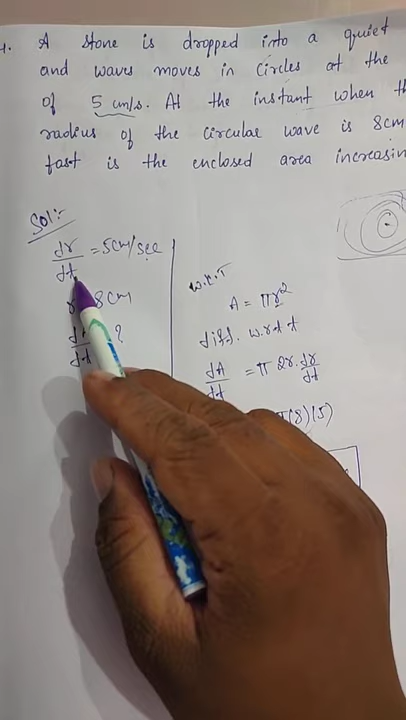 A stone is dropped into a quiet
and waves moves in circles at the
of 5 cm/s. At the instant when
radius of the circular wave is 8cm
fast is the enclosed area
Sol:-
dr/dt = 5cm/sec
8cm
dt ?
w.k.T
A = πr²
diff. w.r.t t
dA/dt = π 2r. dr/dt
(8)(5)